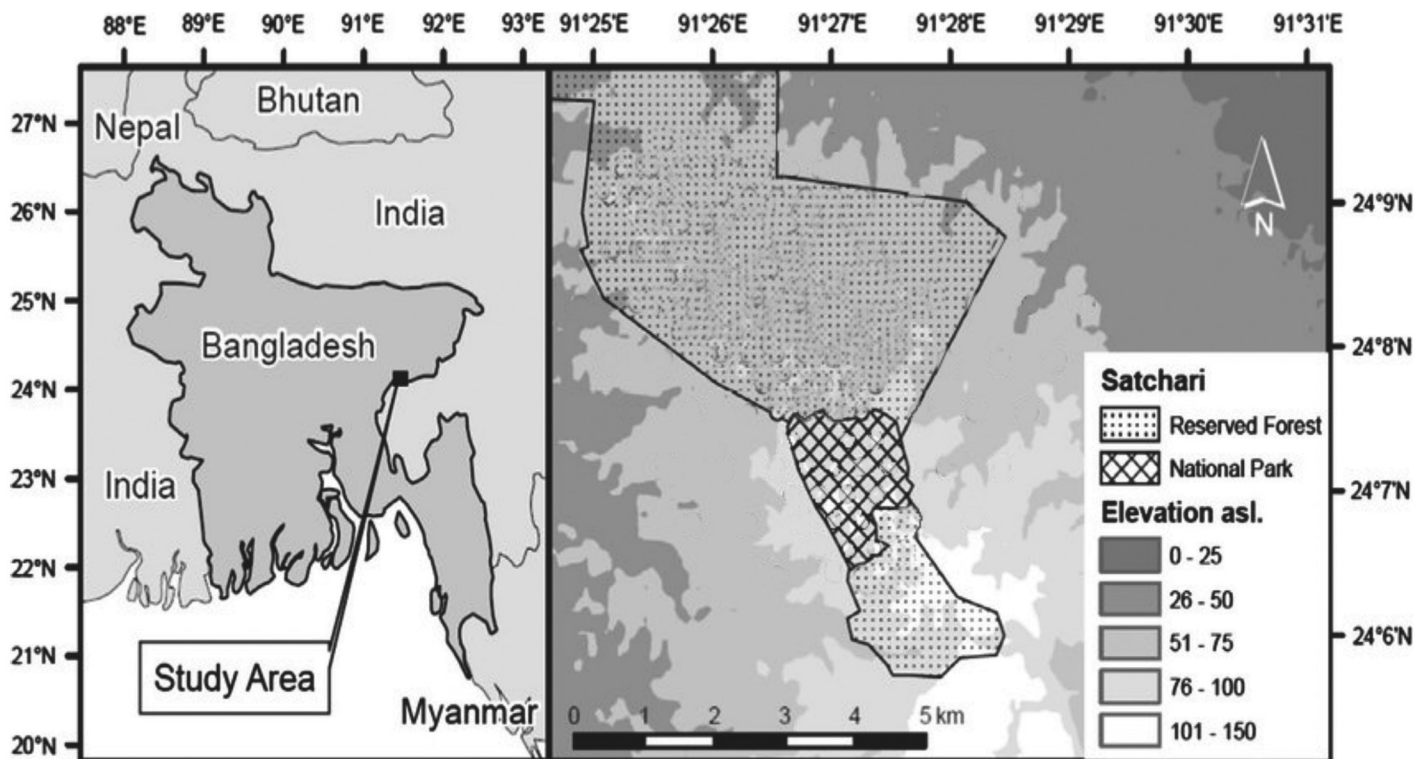 88°E 89°E 90°E 91°E 92°E 93°E 91°25'E 91°26'E 91°27'E 91°28'E 91°29'E 91°30'E 91°31'E
27°N
26°N
25°N
24°N
23°N
22°N
21°N
20°N
Nepal
Bhutan
India
Bangladesh
India
Study Area
Myanmar
N
24°9'N
24°8'N
24°7'N
24°6'N
Satchari
Reserved Forest
National Park
Elevation asl.
0 - 25
26 - 50
51 - 75
76 - 100
101 - 150
0 1 2 3 4 5 km